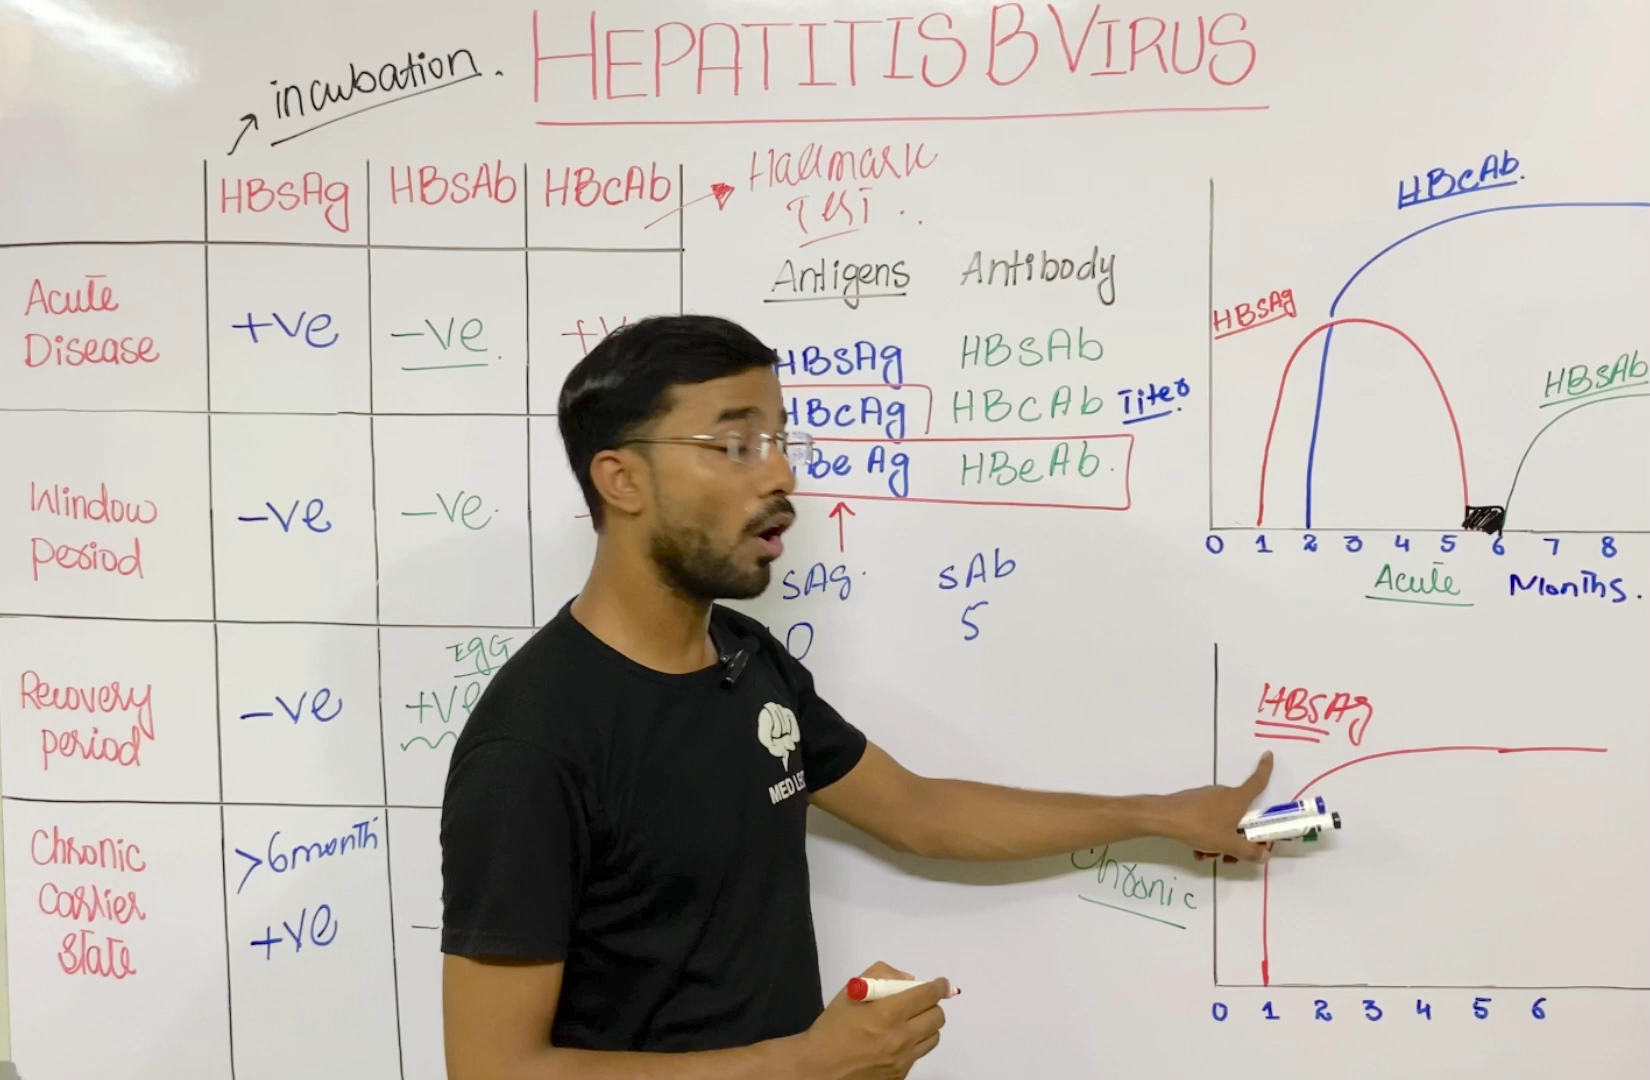 HEPATITIS B VIRUS
incubation.
HBsAg HBsAb HBcAb
Hallmark
Test..
Acute
Disease
+ve -ve.
Window
period
-ve -ve.
Recovery
period
-ve
IgG
Chronic
Carrier
State
>6month
+ve
Antigens Antibody
HBsAg HBsAb
HBcAg HBcAb Titer
HBeAb.
sAg. sAb
0 5
HBcAb.
HBsAg
HBsAb
0 1 2 3 4 5 6 7 8
Acute Months.
HBsAg
Chronic
0 1 2 3 4 5 6